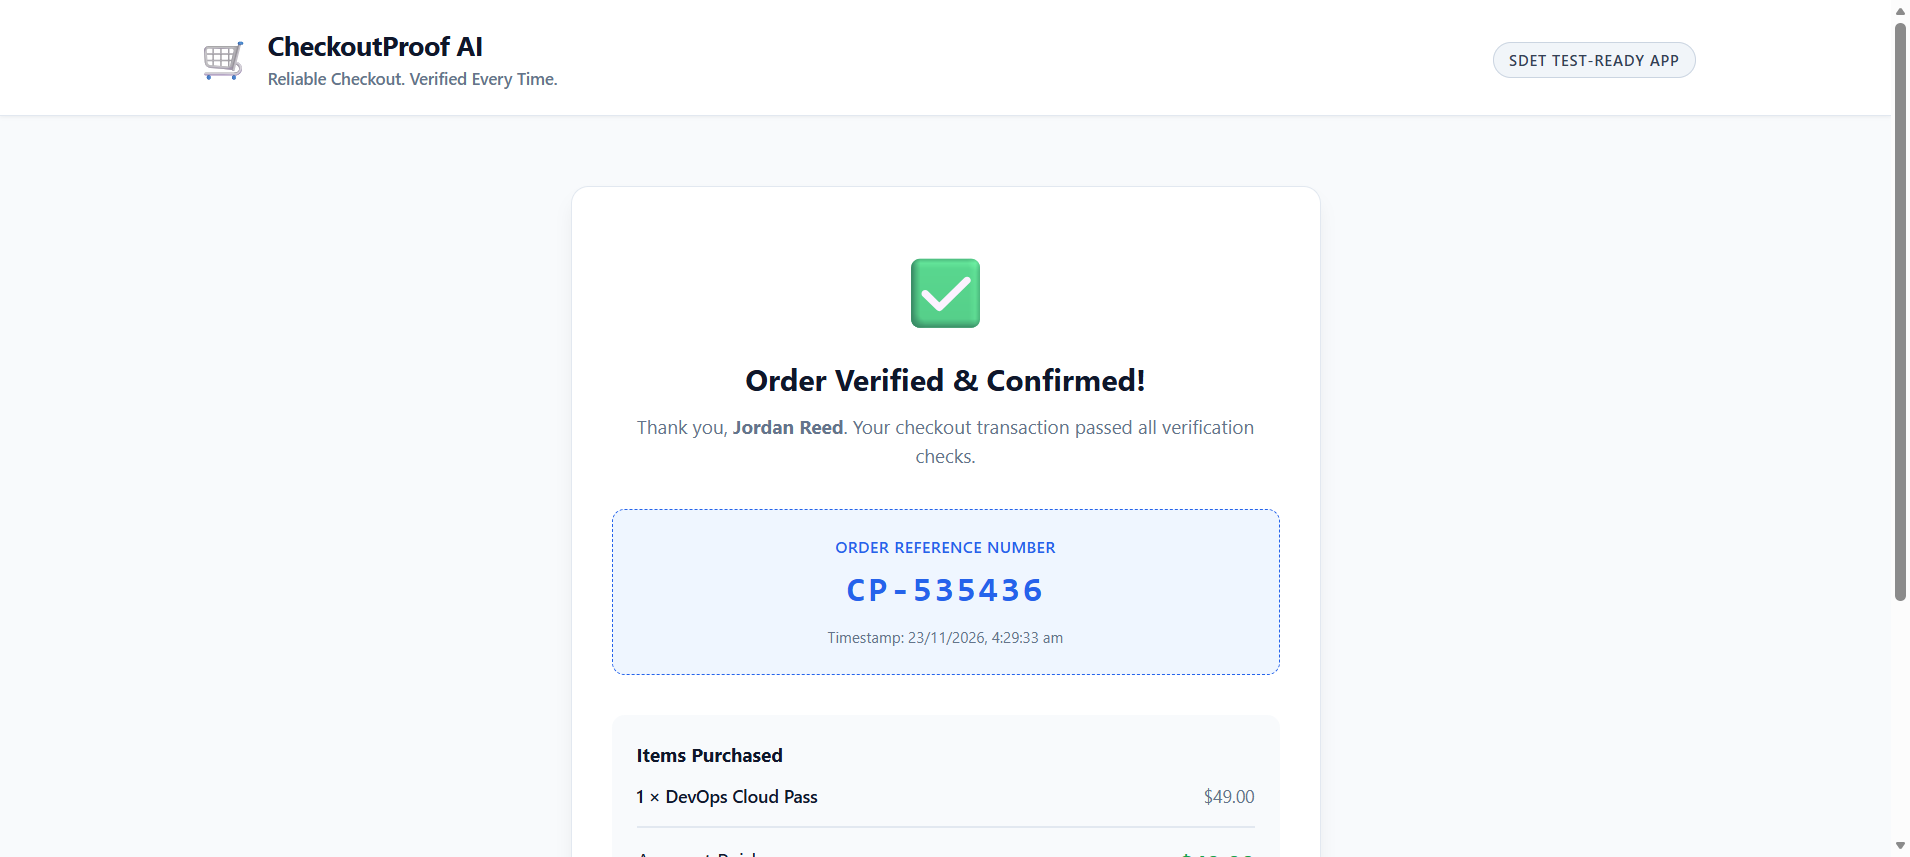 CheckoutProof AI
Reliable Checkout. Verified Every Time.
SDET TEST-READY APP
Order Verified & Confirmed!
Thank you, Jordan Reed. Your checkout transaction passed all verification
checks.
ORDER REFERENCE NUMBER
CP-535436
Timestamp: 23/11/2026, 4:29:33 am
Items Purchased
1 × DevOps Cloud Pass
$49.00